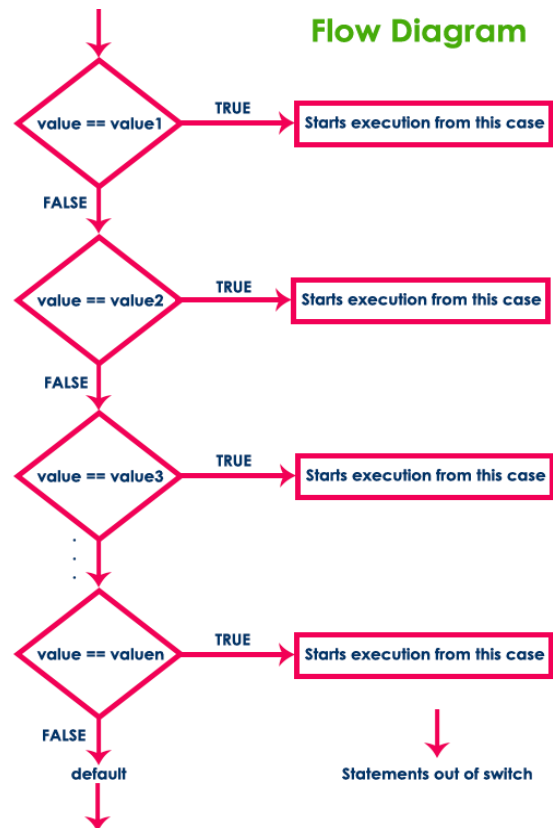 Flow Diagram
TRUE
value == value1
Starts execution from this case
FALSE
TRUE
value == value2
Starts execution from this case
FALSE
TRUE
value == value3
Starts execution from this case
.
.
.
TRUE
value == valuen
Starts execution from this case
FALSE
default
Statements out of switch